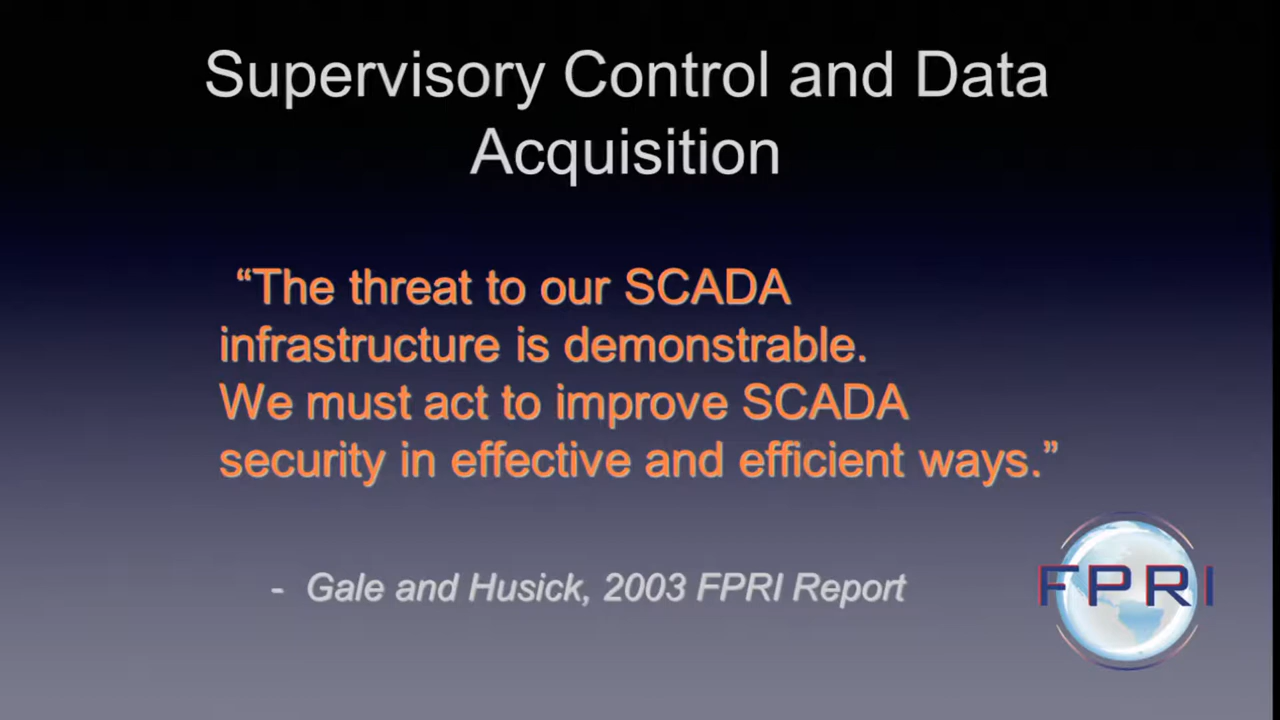 Supervisory Control and Data
Acquisition
“The threat to our SCADA
infrastructure is demonstrable.
We must act to improve SCADA
security in effective and efficient ways.”
- Gale and Husick, 2003 FPRI Report
FPRI